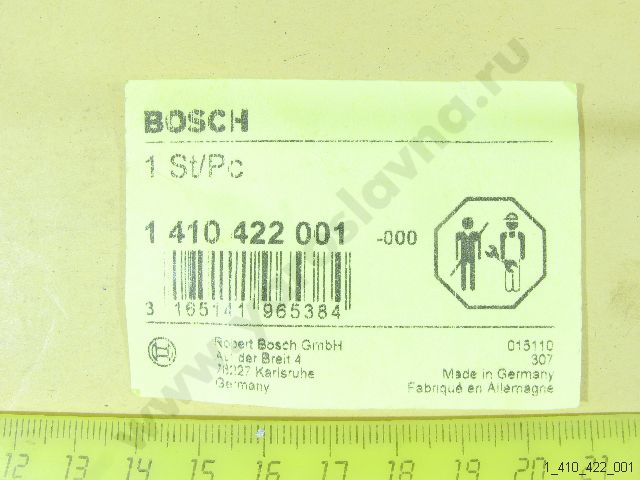 BOSCH
1 St/Pc
1 410 422 001 -000
3 165141 965384
Robert Bosch GmbH
Auf der Breit 4
76227 Karlsruhe
Germany
015110
307
Made in Germany
Fabriqué en Allemagne
12 13 14 15 16 17 18 19 20 21
1_410_422_001